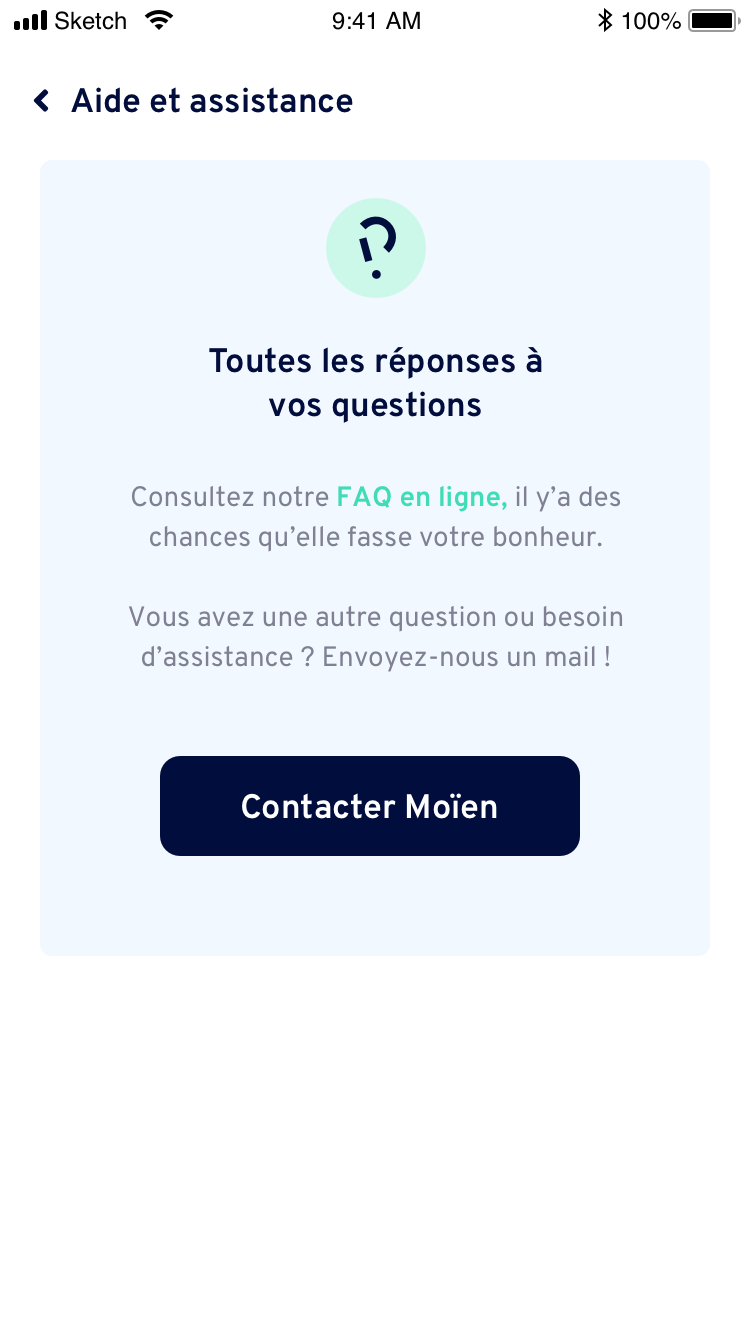 Sketch 9:41 AM 100%
Aide et assistance
Toutes les réponses à
vos questions
Consultez notre FAQ en ligne, il y’a des
chances qu’elle fasse votre bonheur.
Vous avez une autre question ou besoin
d’assistance ? Envoyez-nous un mail !
Contacter Moïen